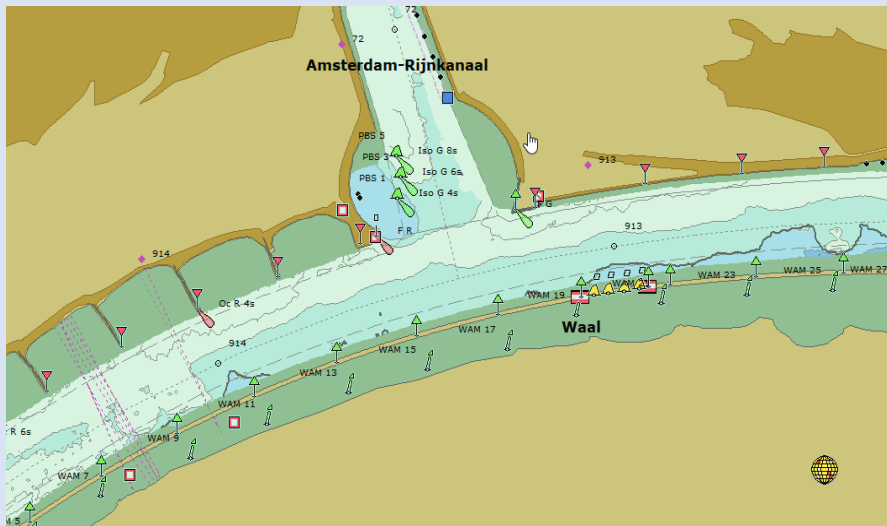 72
72
Amsterdam-Rijnkanaal
PBS 5
Iso G 8s
PBS 3
Iso G 6s
PBS 1
Iso G 4s
913
F G
F R
913
914
Oc R 4s
914
WAM 27
WAM 25
WAM 23
WAM 19
WAM 17
Waal
WAM 15
WAM 13
WAM 11
R 6s
WAM 9
WAM 7
M 5